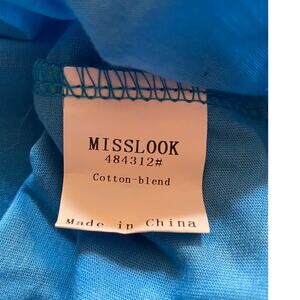 MISSLOOK
484312#
Cotton-blend
Made in China